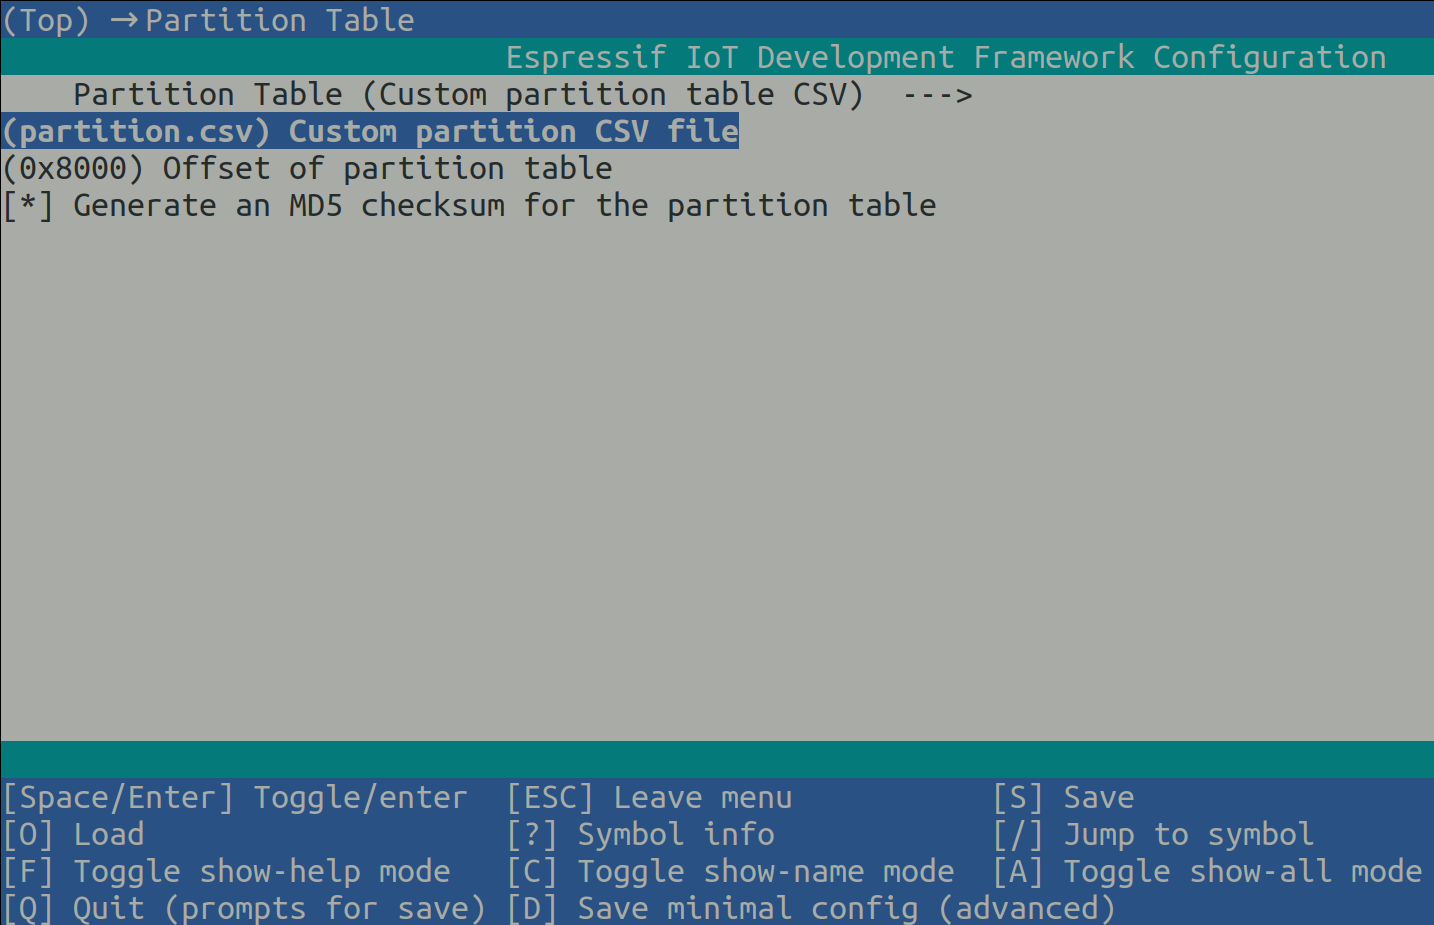 (Top) →Partition Table
Espressif IoT Development Framework Configuration
Partition Table (Custom partition table CSV)  --->
(partition.csv) Custom partition CSV file
(0x8000) Offset of partition table
[*] Generate an MD5 checksum for the partition table
[Space/Enter] Toggle/enter  [ESC] Leave menu           [S] Save
[O] Load                    [?] Symbol info            [/] Jump to symbol
[F] Toggle show-help mode   [C] Toggle show-name mode  [A] Toggle show-all mode
[Q] Quit (prompts for save) [D] Save minimal config (advanced)